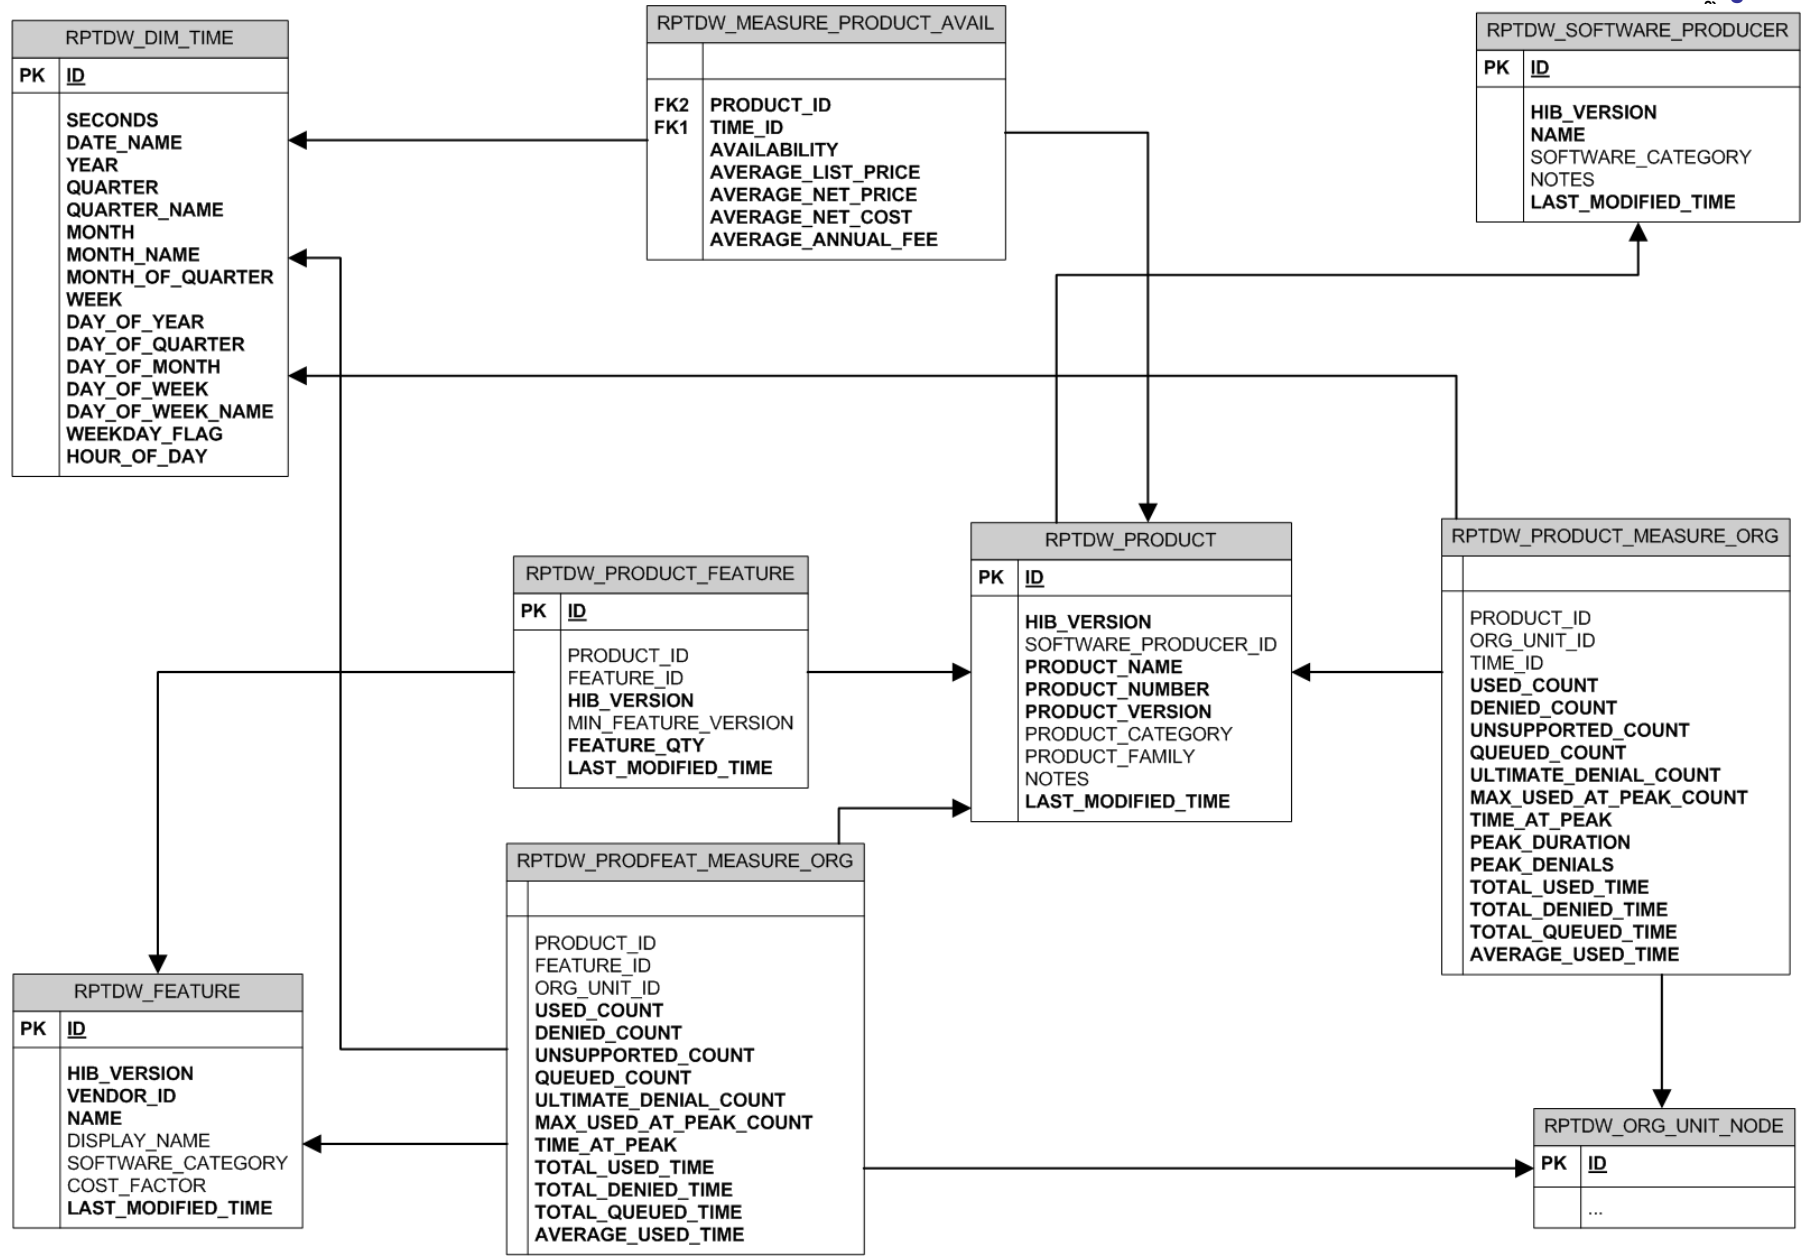 RPTDW_DIM_TIME
PK ID
SECONDS
DATE_NAME
YEAR
QUARTER
QUARTER_NAME
MONTH
MONTH_NAME
MONTH_OF_QUARTER
WEEK
DAY_OF_YEAR
DAY_OF_QUARTER
DAY_OF_MONTH
DAY_OF_WEEK
DAY_OF_WEEK_NAME
WEEKDAY_FLAG
HOUR_OF_DAY
RPTDW_MEASURE_PRODUCT_AVAIL
FK2 PRODUCT_ID
FK1 TIME_ID
AVAILABILITY
AVERAGE_LIST_PRICE
AVERAGE_NET_PRICE
AVERAGE_NET_COST
AVERAGE_ANNUAL_FEE
RPTDW_SOFTWARE_PRODUCER
PK ID
HIB_VERSION
NAME
SOFTWARE_CATEGORY
NOTES
LAST_MODIFIED_TIME
RPTDW_PRODUCT_FEATURE
PK ID
PRODUCT_ID
FEATURE_ID
HIB_VERSION
MIN_FEATURE_VERSION
FEATURE_QTY
LAST_MODIFIED_TIME
RPTDW_PRODUCT
PK ID
HIB_VERSION
SOFTWARE_PRODUCER_ID
PRODUCT_NAME
PRODUCT_NUMBER
PRODUCT_VERSION
PRODUCT_CATEGORY
PRODUCT_FAMILY
NOTES
LAST_MODIFIED_TIME
RPTDW_PRODUCT_MEASURE_ORG
PRODUCT_ID
ORG_UNIT_ID
TIME_ID
USED_COUNT
DENIED_COUNT
UNSUPPORTED_COUNT
QUEUED_COUNT
ULTIMATE_DENIAL_COUNT
MAX_USED_AT_PEAK_COUNT
TIME_AT_PEAK
PEAK_DURATION
PEAK_DENIALS
TOTAL_USED_TIME
TOTAL_DENIED_TIME
TOTAL_QUEUED_TIME
AVERAGE_USED_TIME
RPTDW_FEATURE
PK ID
HIB_VERSION
VENDOR_ID
NAME
DISPLAY_NAME
SOFTWARE_CATEGORY
COST_FACTOR
LAST_MODIFIED_TIME
RPTDW_PRODFEAT_MEASURE_ORG
PRODUCT_ID
FEATURE_ID
ORG_UNIT_ID
USED_COUNT
DENIED_COUNT
UNSUPPORTED_COUNT
QUEUED_COUNT
ULTIMATE_DENIAL_COUNT
MAX_USED_AT_PEAK_COUNT
TIME_AT_PEAK
TOTAL_USED_TIME
TOTAL_DENIED_TIME
TOTAL_QUEUED_TIME
AVERAGE_USED_TIME
RPTDW_ORG_UNIT_NODE
PK ID
...